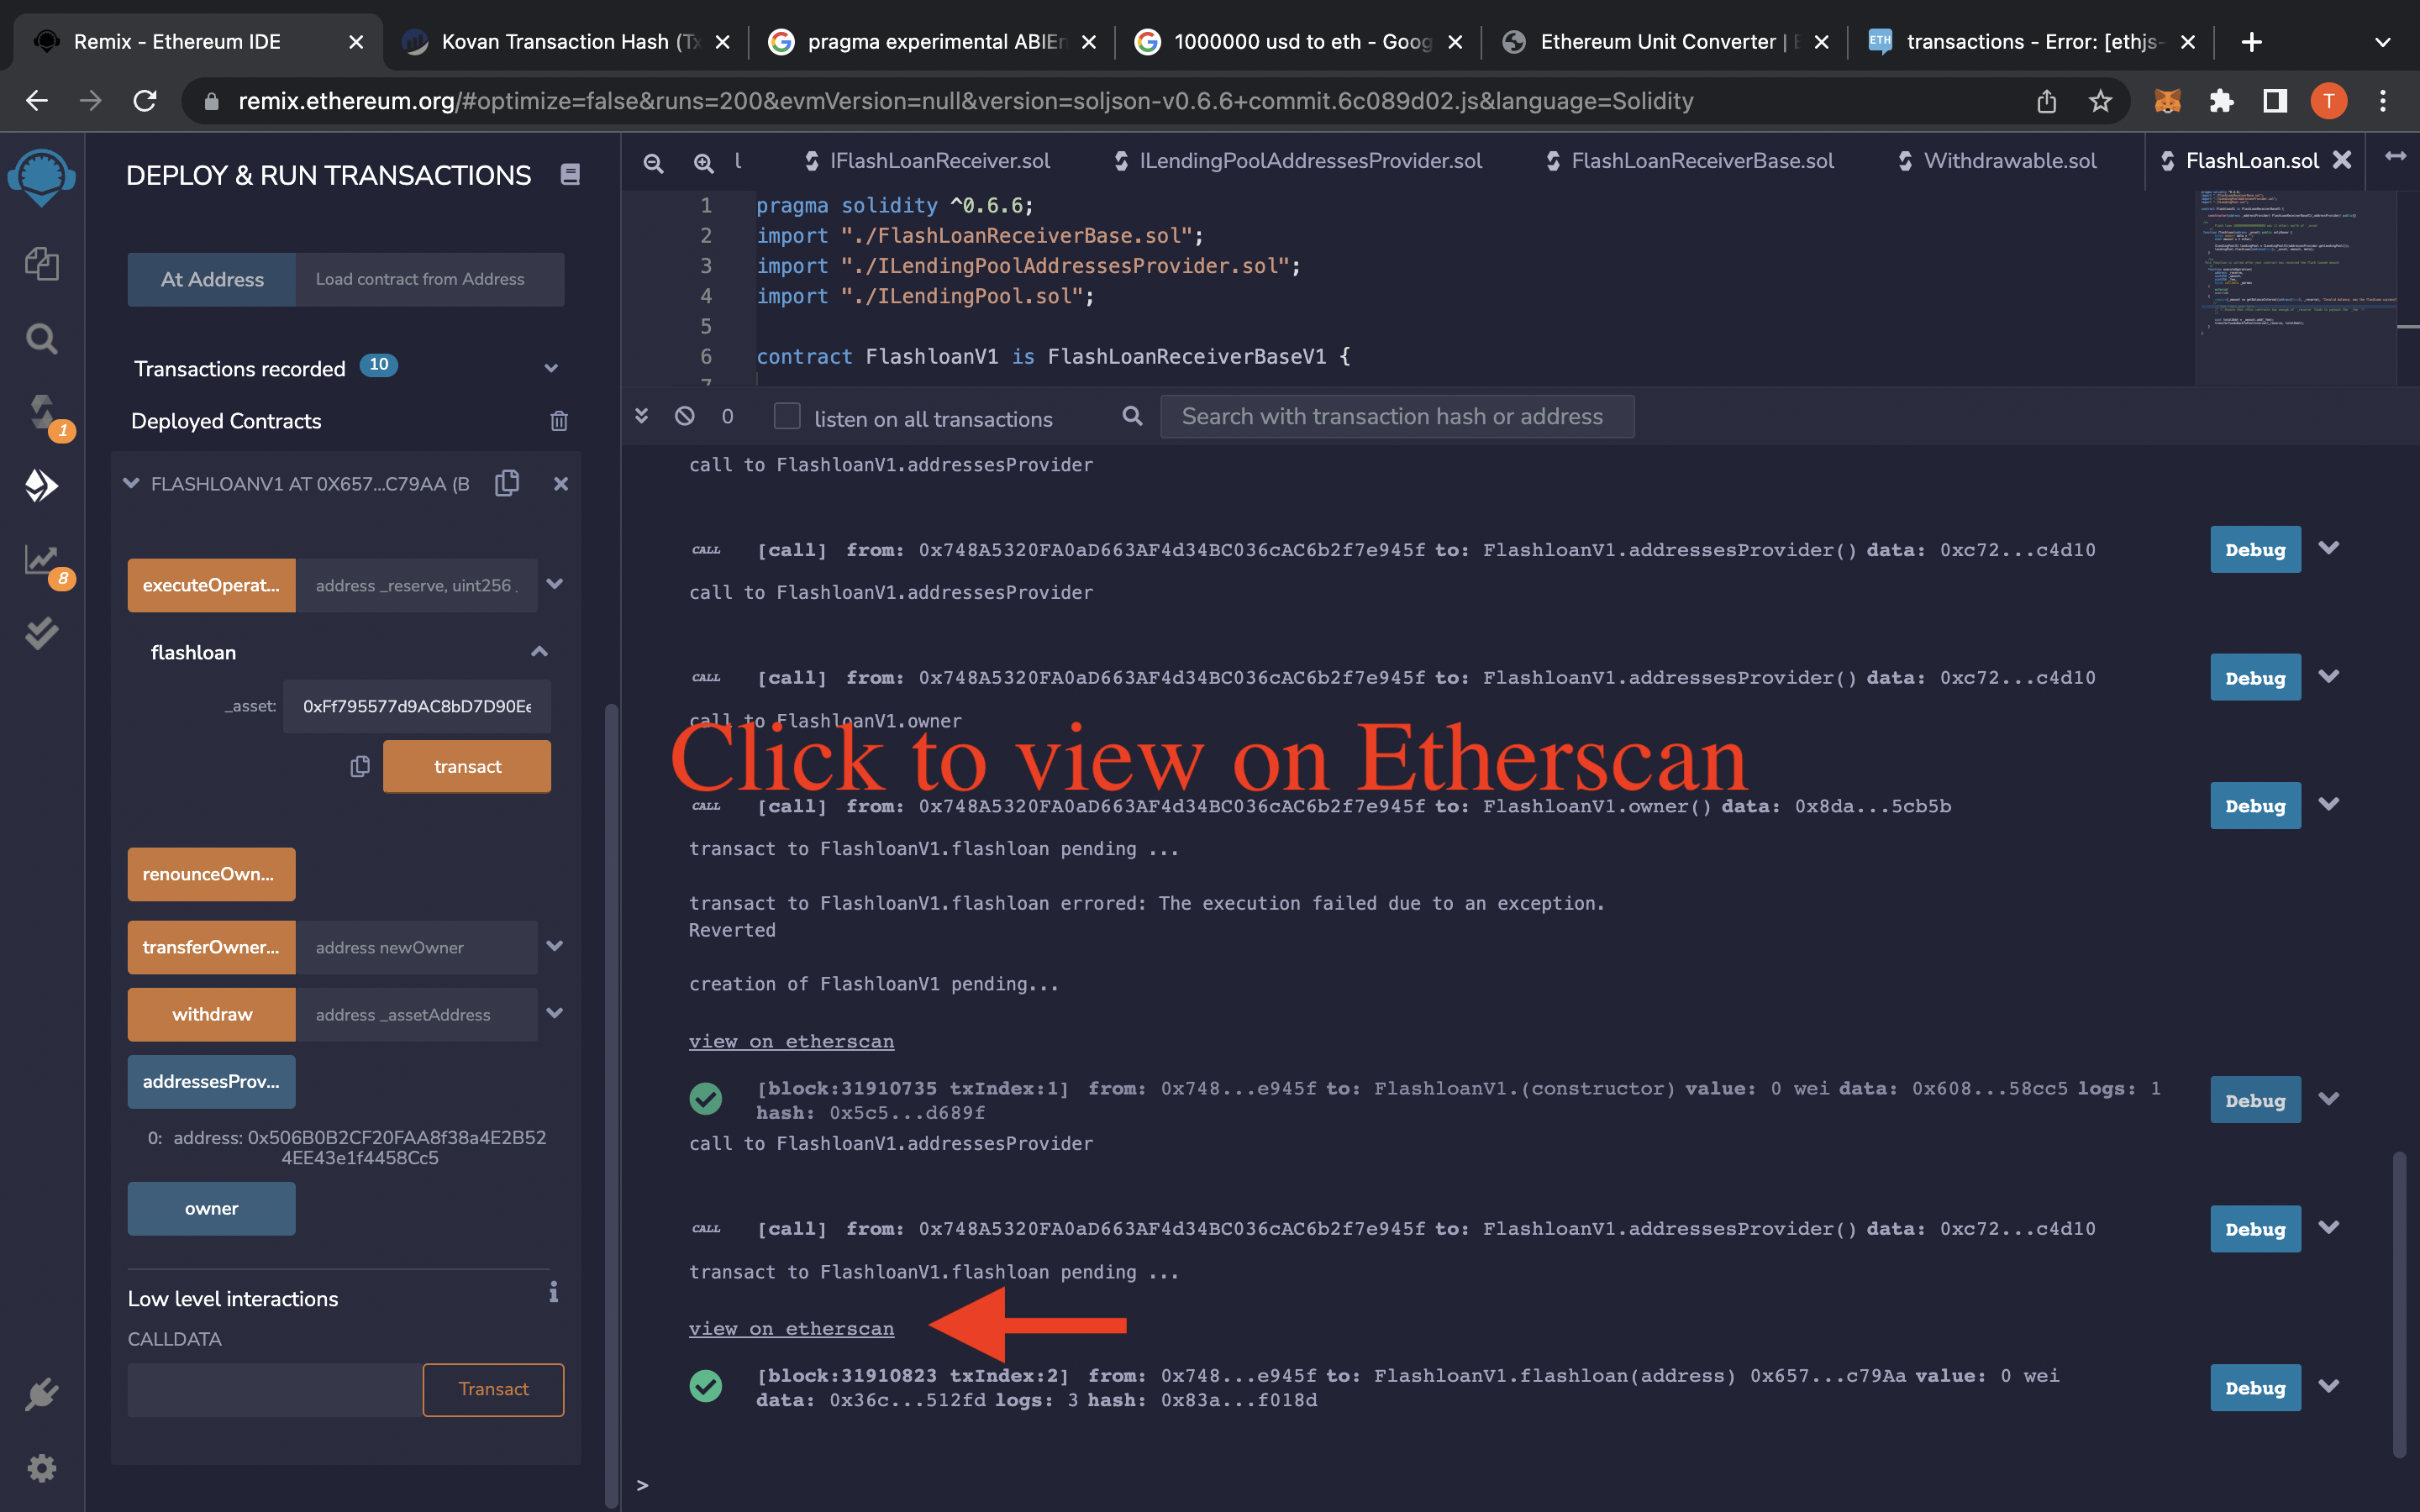 Remix - Ethereum IDE
Kovan Transaction Hash (Tx
pragma experimental ABIEn
1000000 usd to eth - Goog
Ethereum Unit Converter |
ETH
transactions - Error: [ethjs-
remix.ethereum.org/#optimize=false&runs=200&evmVersion=null&version=soljson-v0.6.6+commit.6c089d02.js&language=Solidity
T
DEPLOY & RUN TRANSACTIONS
At Address
Load contract from Address
Transactions recorded 10
Deployed Contracts
1
FLASHLOANV1 AT 0X657...C79AA (B
8
executeOperat...
address _reserve, uint256
flashloan
_asset:
0xFf795577d9AC8bD7D90Ee
transact
renounceOwn...
transferOwner...
address newOwner
withdraw
address _assetAddress
addressesProv...
0: address: 0x506B0B2CF20FAA8f38a4E2B52
4EE43e1f4458Cc5
owner
Low level interactions
i
CALLDATA
Transact
l
IFlashLoanReceiver.sol
ILendingPoolAddressesProvider.sol
FlashLoanReceiverBase.sol
Withdrawable.sol
FlashLoan.sol
1 pragma solidity ^0.6.6;
2 import "./FlashLoanReceiverBase.sol";
3 import "./ILendingPoolAddressesProvider.sol";
4 import "./ILendingPool.sol";
5
6 contract FlashloanV1 is FlashLoanReceiverBaseV1 {
7
0
listen on all transactions
Search with transaction hash or address
call to FlashloanV1.addressesProvider
CALL [call] from: 0x748A5320FA0aD663AF4d34BC036cAC6b2f7e945f to: FlashloanV1.addressesProvider() data: 0xc72...c4d10
Debug
call to FlashloanV1.addressesProvider
CALL [call] from: 0x748A5320FA0aD663AF4d34BC036cAC6b2f7e945f to: FlashloanV1.addressesProvider() data: 0xc72...c4d10
Debug
call to FlashloanV1.owner
Click to view on Etherscan
CALL [call] from: 0x748A5320FA0aD663AF4d34BC036cAC6b2f7e945f to: FlashloanV1.owner() data: 0x8da...5cb5b
Debug
transact to FlashloanV1.flashloan pending ...
transact to FlashloanV1.flashloan errored: The execution failed due to an exception.
Reverted
creation of FlashloanV1 pending...
view on etherscan
[block:31910735 txIndex:1] from: 0x748...e945f to: FlashloanV1.(constructor) value: 0 wei data: 0x608...58cc5 logs: 1
hash: 0x5c5...d689f
Debug
call to FlashloanV1.addressesProvider
CALL [call] from: 0x748A5320FA0aD663AF4d34BC036cAC6b2f7e945f to: FlashloanV1.addressesProvider() data: 0xc72...c4d10
Debug
transact to FlashloanV1.flashloan pending ...
view on etherscan
[block:31910823 txIndex:2] from: 0x748...e945f to: FlashloanV1.flashloan(address) 0x657...c79Aa value: 0 wei
data: 0x36c...512fd logs: 3 hash: 0x83a...f018d
Debug
>